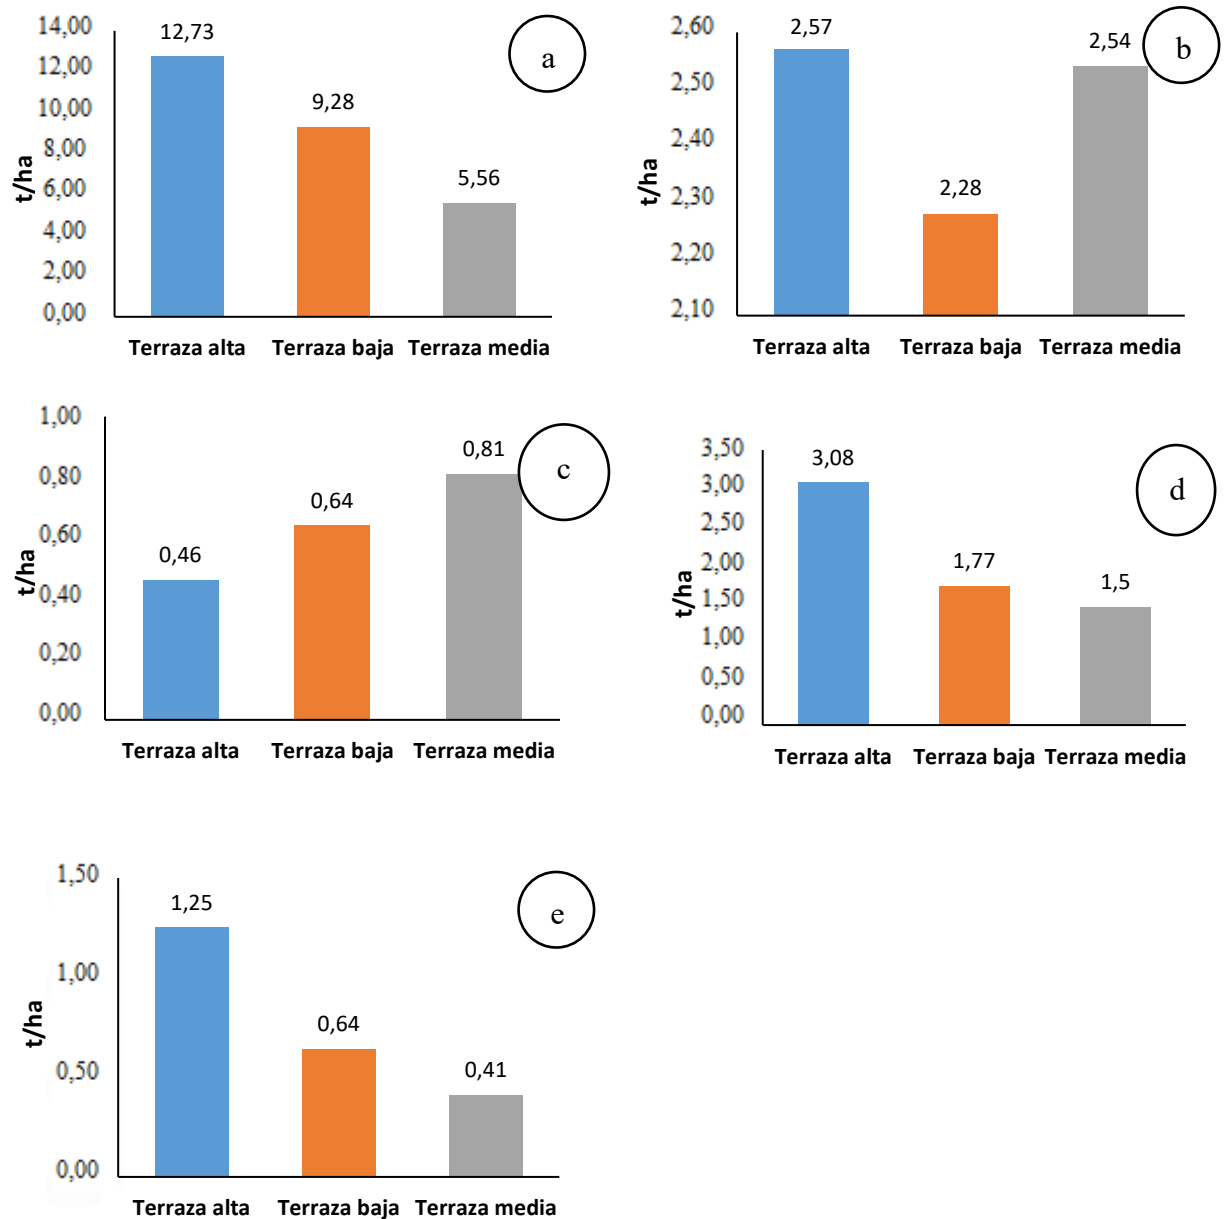 14,00
12,00
10,00
8,00
6,00
4,00
2,00
0,00
t/ha
12,73
9,28
5,56
a
Terraza alta
Terraza baja
Terraza media
2,60
2,50
2,40
2,30
2,20
2,10
t/ha
2,57
2,28
2,54
b
Terraza alta
Terraza baja
Terraza media
1,00
0,80
0,60
0,40
0,20
0,00
t/ha
0,46
0,64
0,81
c
Terraza alta
Terraza baja
Terraza media
3,50
3,00
2,50
2,00
1,50
1,00
0,50
0,00
t/ha
3,08
1,77
1,5
d
Terraza alta
Terraza baja
Terraza media
1,50
1,00
0,50
0,00
t/ha
1,25
0,64
0,41
e
Terraza alta
Terraza baja
Terraza media